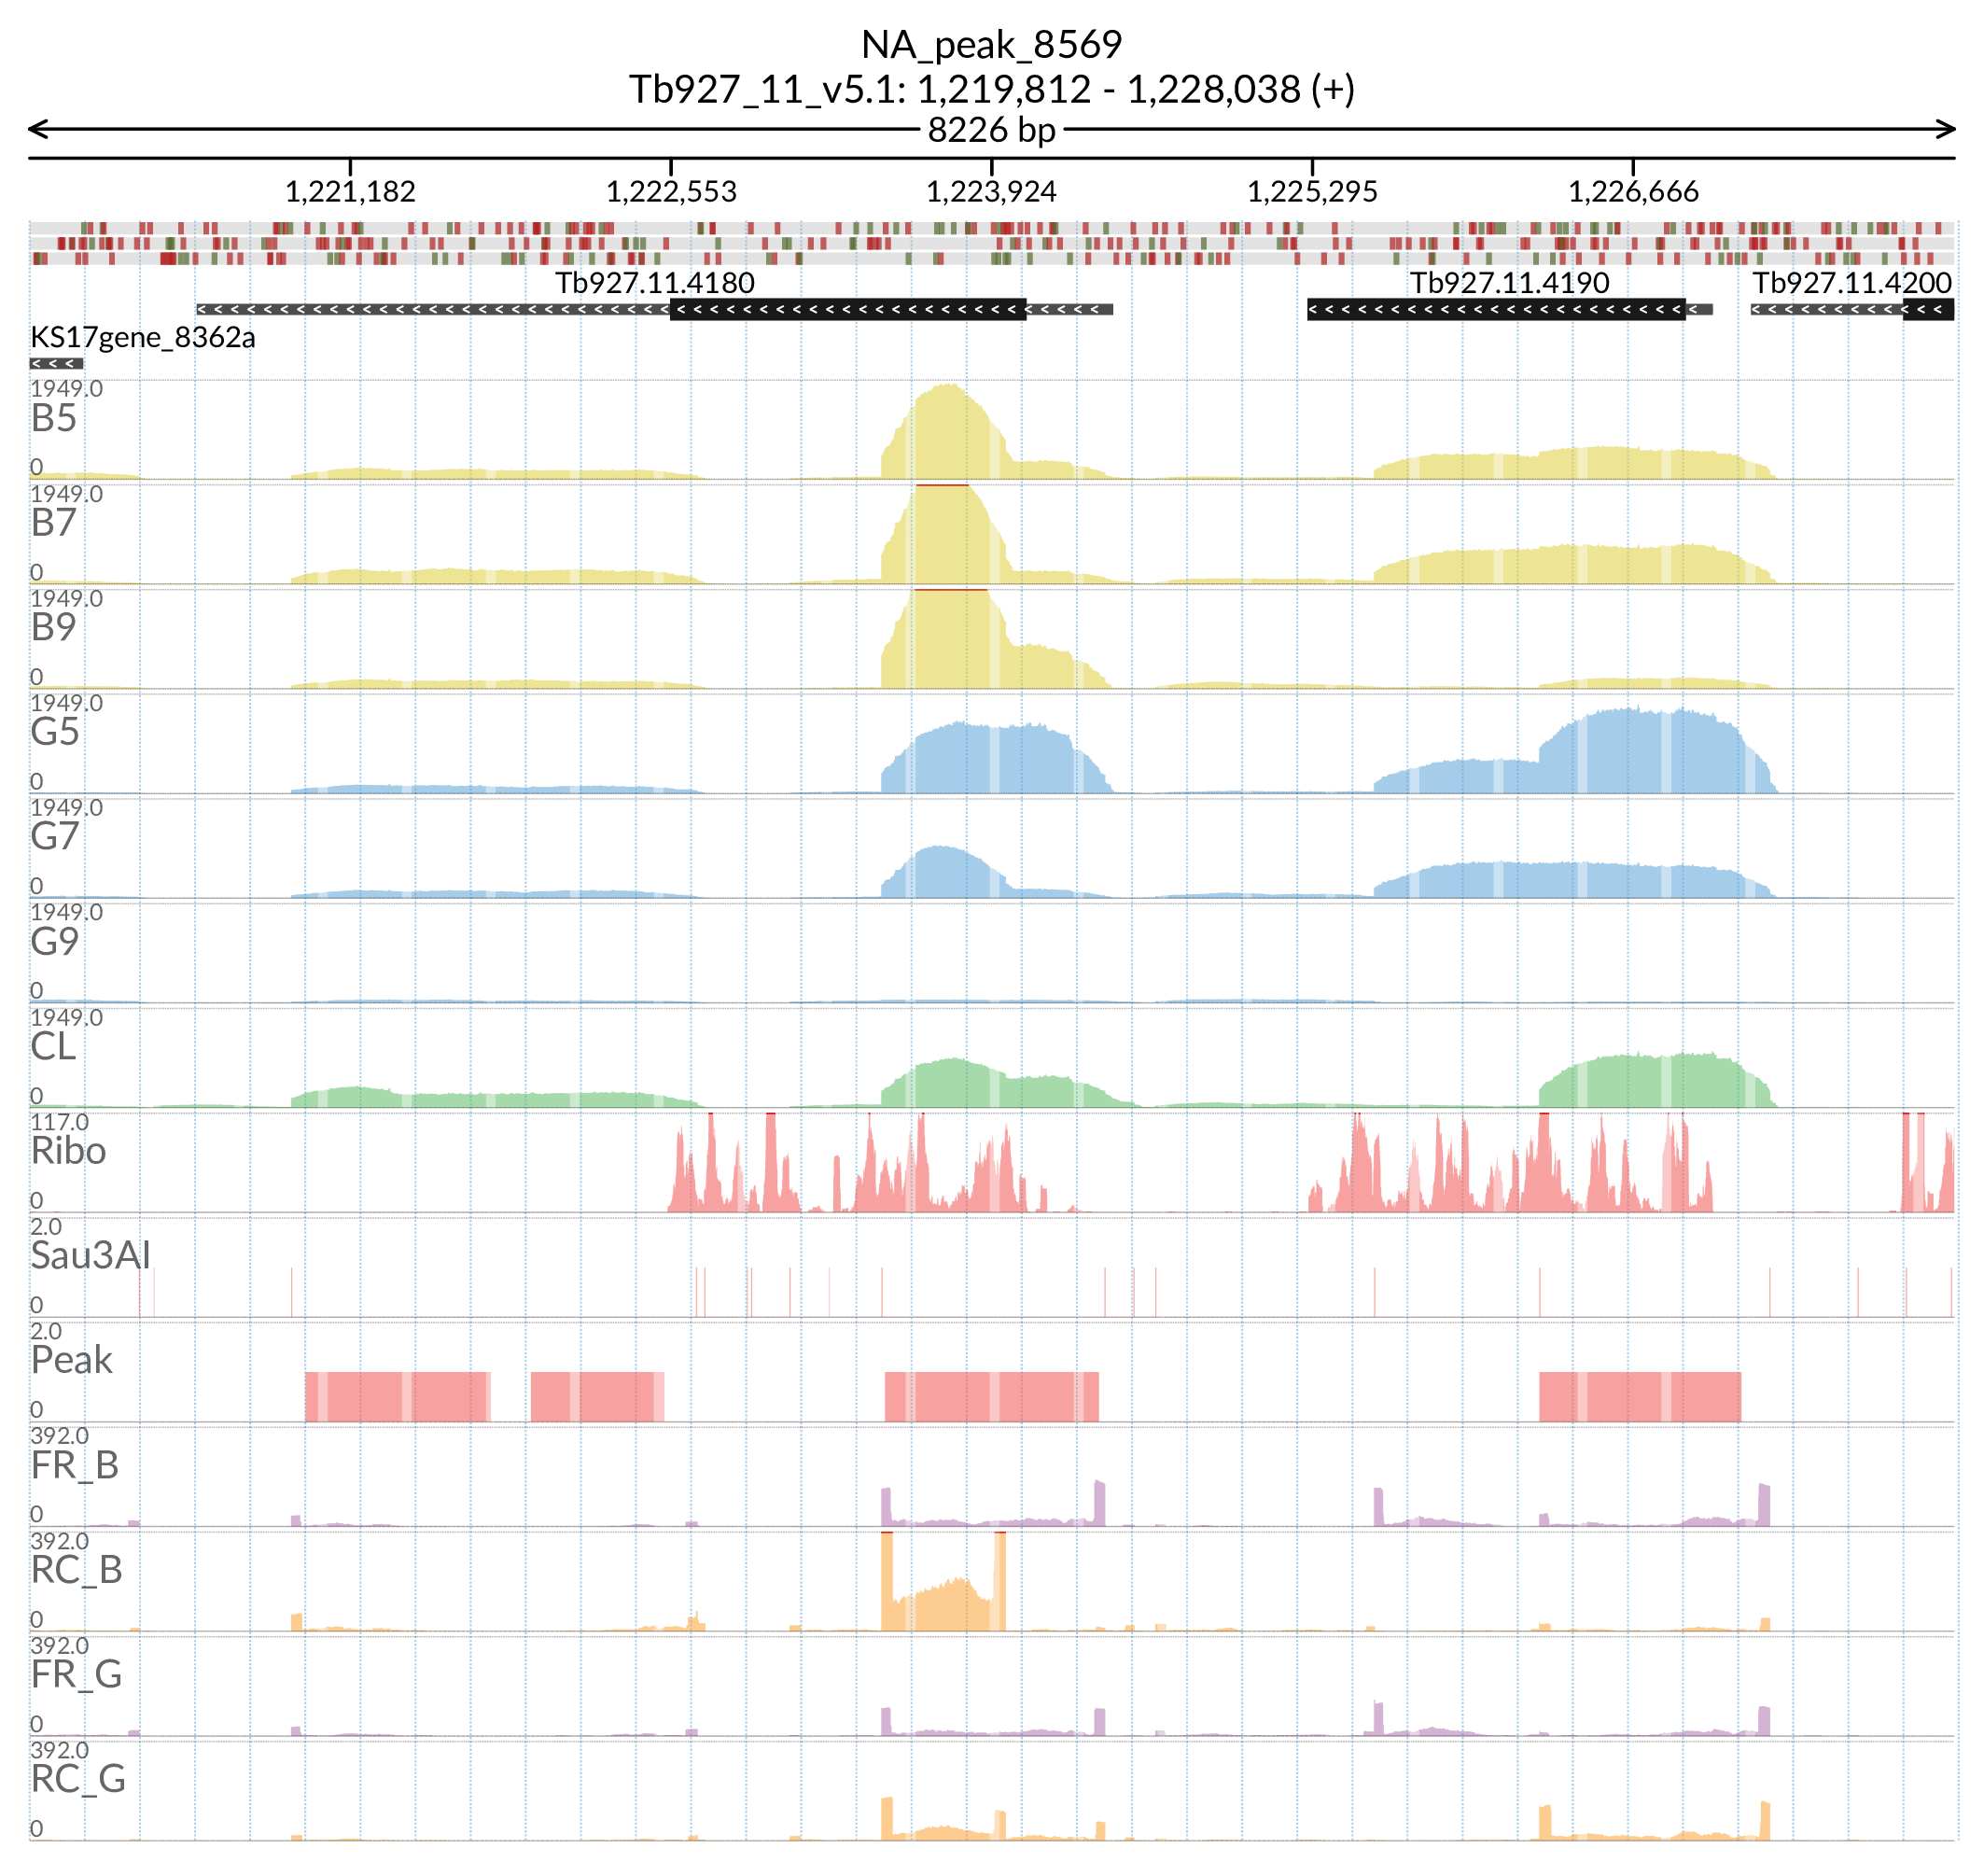 NA_peak_8569
Tb927_11_v5.1: 1,219,812 - 1,228,038 (+)
8226 bp
1,221,182 1,222,553 1,223,924 1,225,295 1,226,666
Tb927.11.4180 Tb927.11.4190 Tb927.11.4200
KS17gene_8362a
1949.0
B5
0
1949.0
B7
0
1949.0
B9
0
1949.0
G5
0
1949.0
G7
0
1949.0
G9
0
1949.0
CL
0
117.0
Ribo
0
2.0
Sau3AI
0
2.0
Peak
0
392.0
FR_B
0
392.0
RC_B
0
392.0
FR_G
0
392.0
RC_G
0